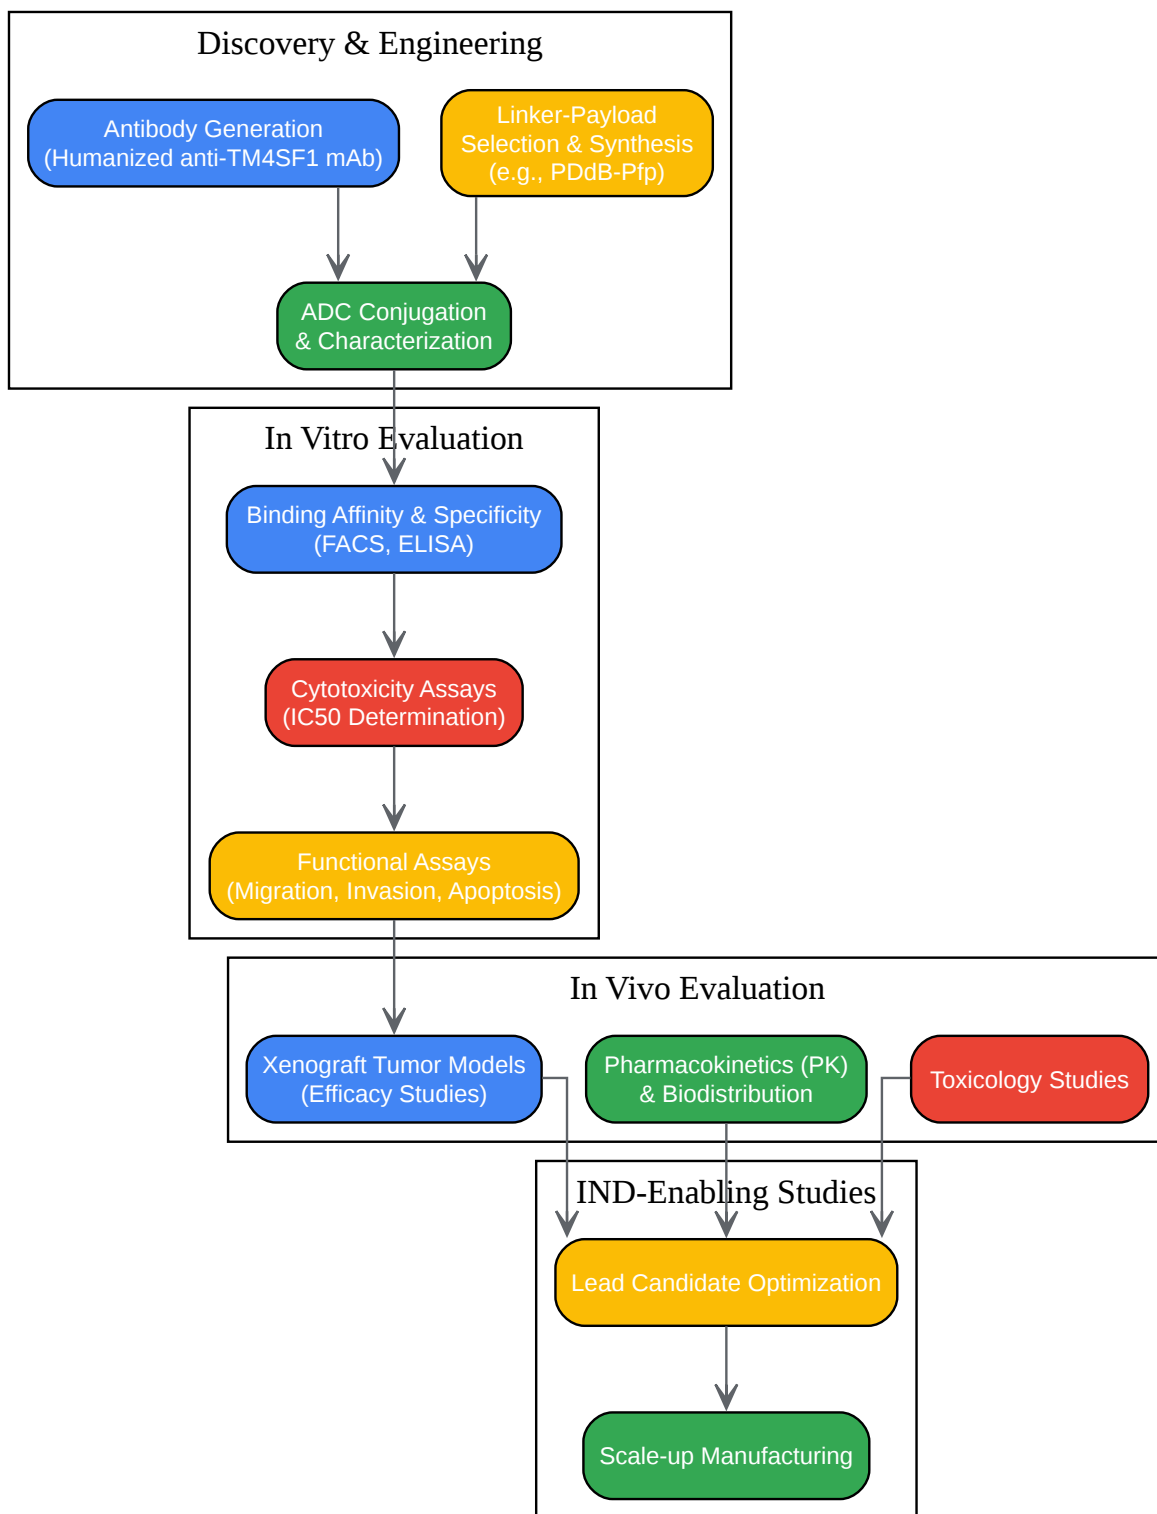 Discovery & Engineering
Antibody Generation
(Humanized anti-TM4SF1 mAb)
Linker-Payload
Selection & Synthesis
(e.g., PDdB-Pfp)
ADC Conjugation
& Characterization
In Vitro Evaluation
Binding Affinity & Specificity
(FACS, ELISA)
Cytotoxicity Assays
(IC50 Determination)
Functional Assays
(Migration, Invasion, Apoptosis)
In Vivo Evaluation
Xenograft Tumor Models
(Efficacy Studies)
Pharmacokinetics (PK)
& Biodistribution
Toxicology Studies
IND-Enabling Studies
Lead Candidate Optimization
Scale-up Manufacturing